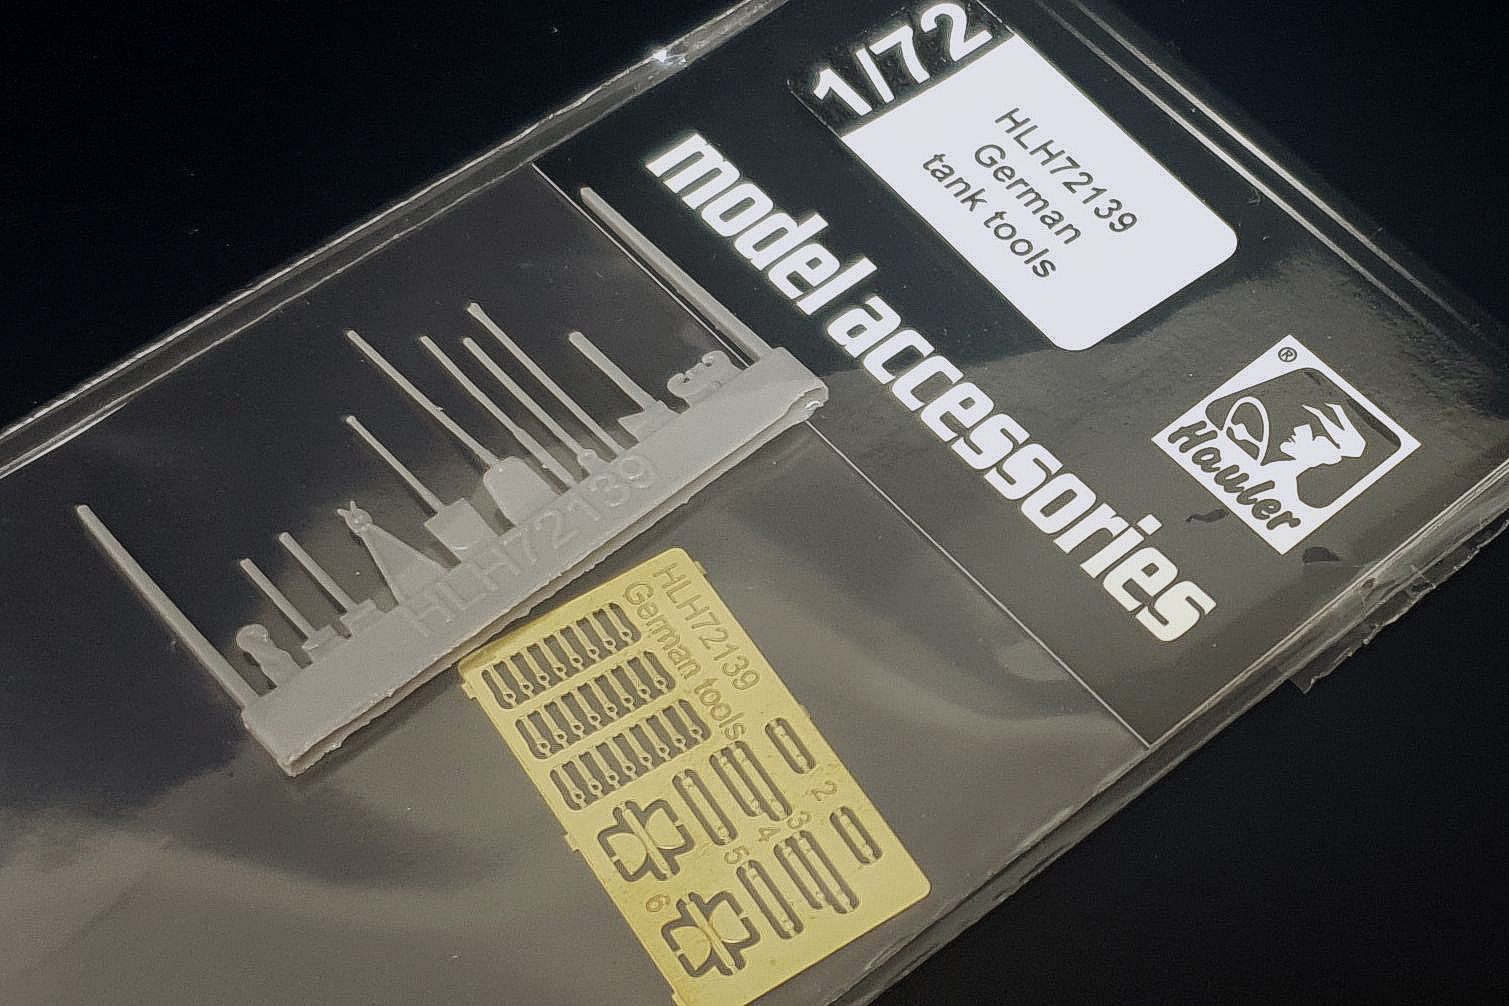 1/72
HLH72139
German
tank tools
model accessories
®
Hauler
HLH72139
HLH72139
German tools
2
3
4
5
6